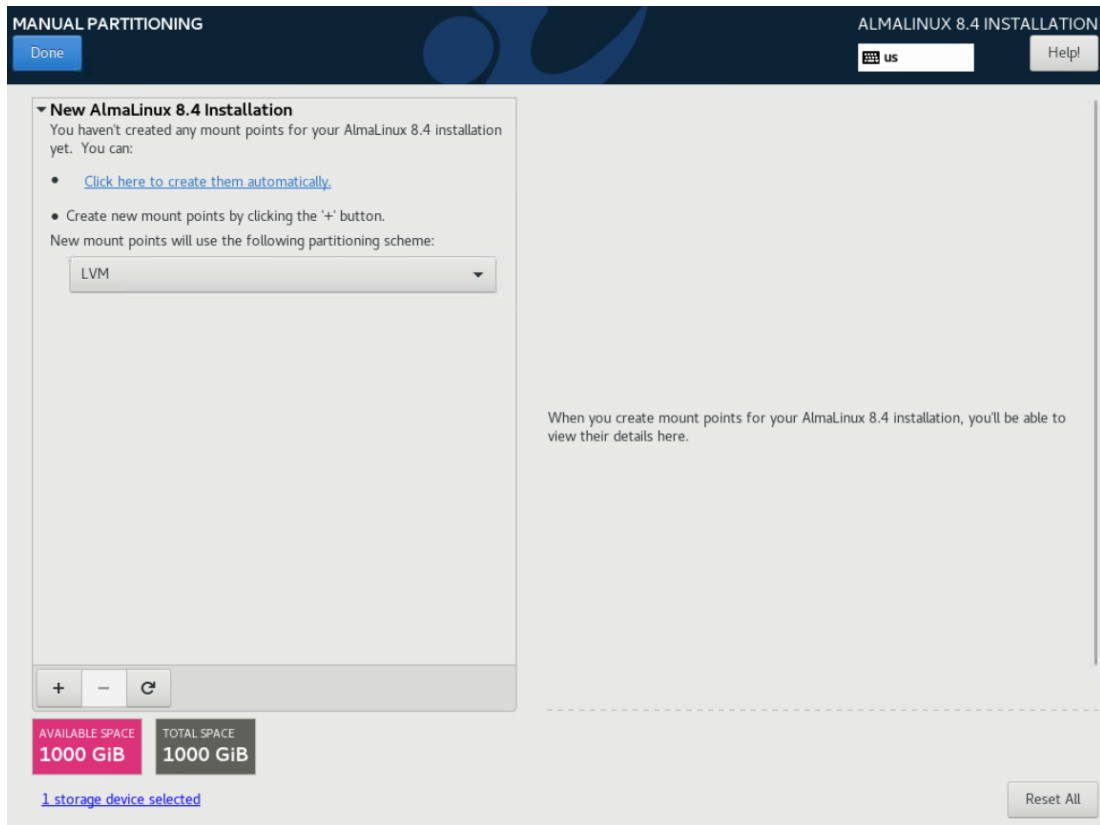 MANUAL PARTITIONING
ALMALINUX 8.4 INSTALLATION
Done
us
Help!
New AlmaLinux 8.4 Installation
You haven't created any mount points for your AlmaLinux 8.4 installation
yet. You can:
• Click here to create them automatically.
• Create new mount points by clicking the '+' button.
New mount points will use the following partitioning scheme:
LVM
When you create mount points for your AlmaLinux 8.4 installation, you'll be able to
view their details here.
+ −
AVAILABLE SPACE
1000 GiB
TOTAL SPACE
1000 GiB
1 storage device selected
Reset All